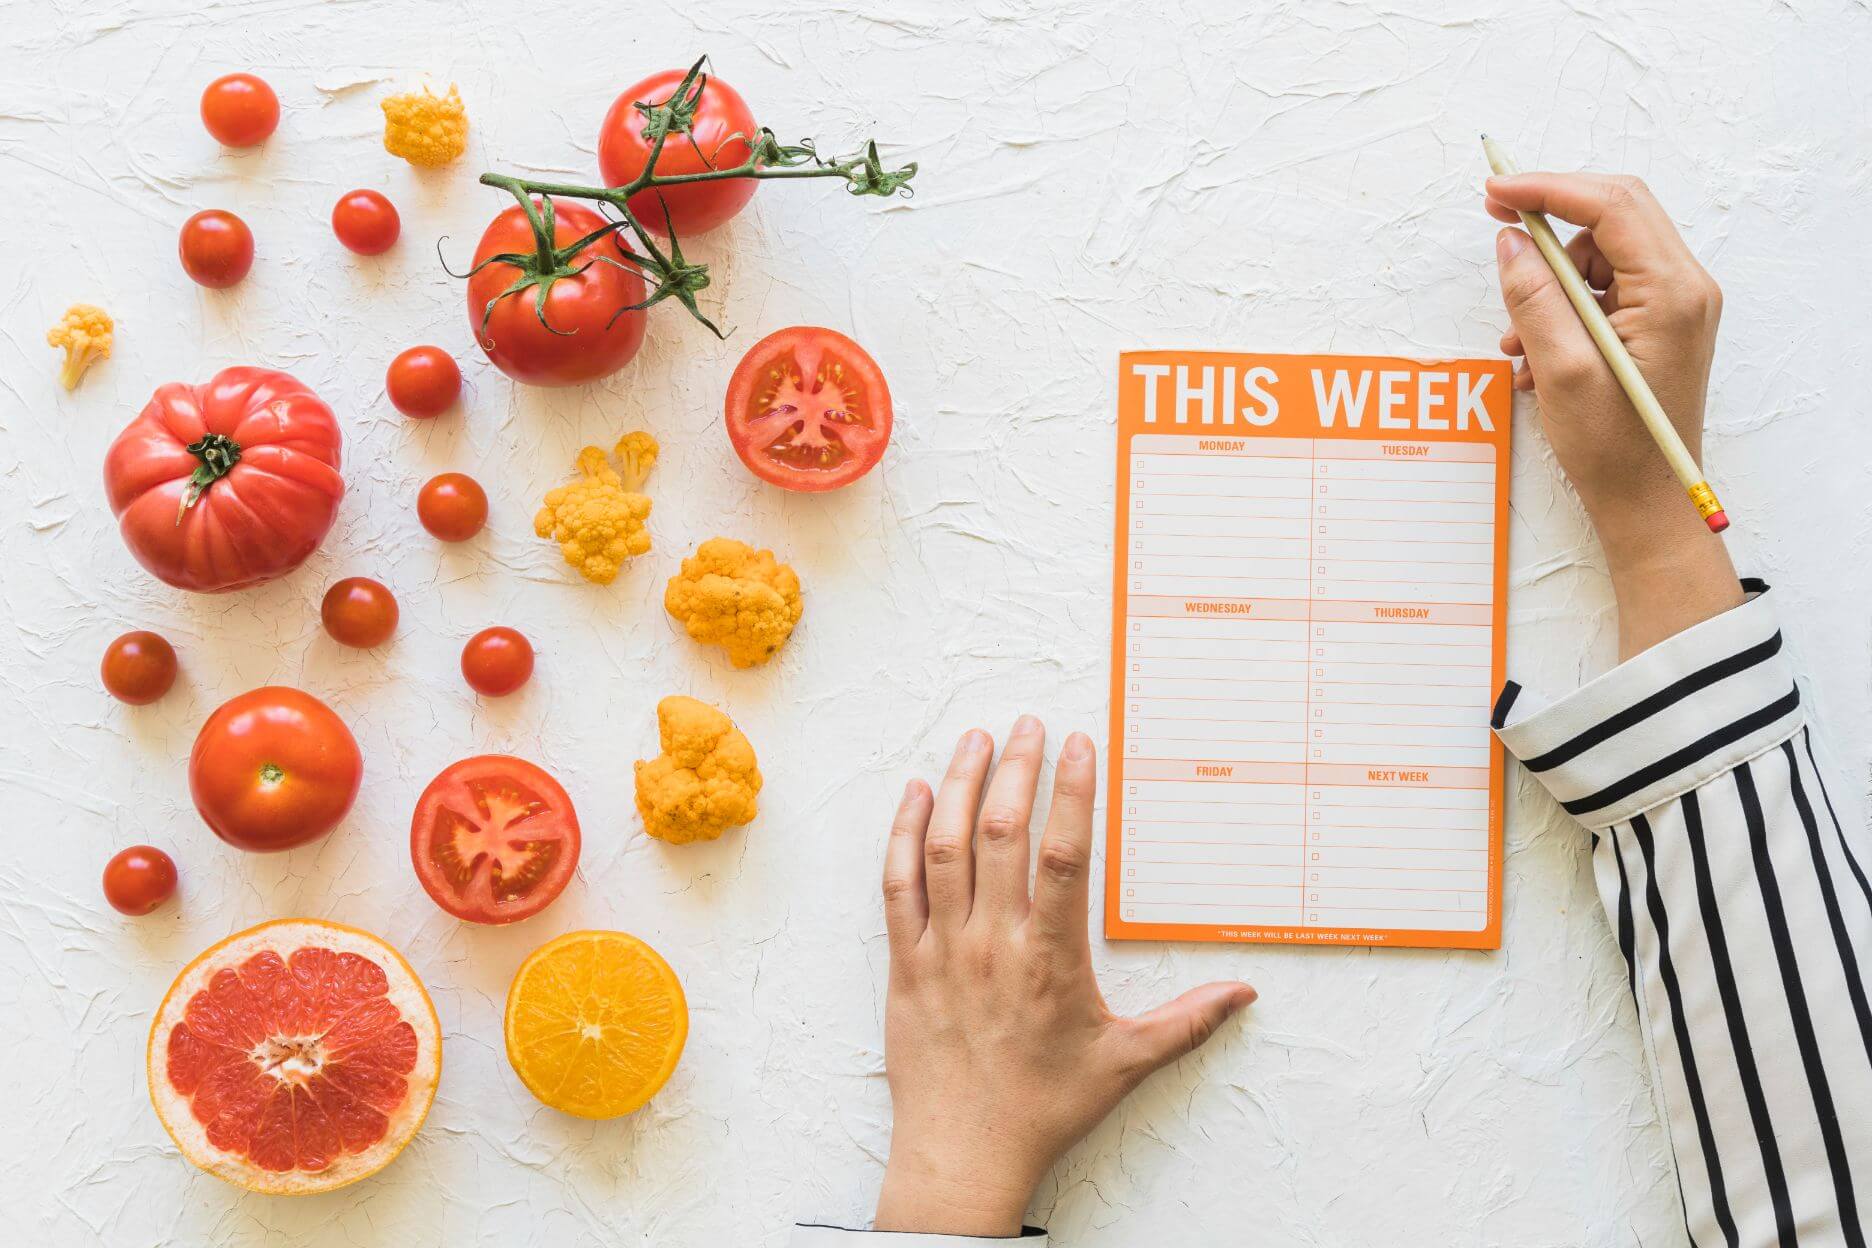 THIS WEEK
MONDAY
TUESDAY
WEDNESDAY
THURSDAY
FRIDAY
NEXT WEEK
"THIS WEEK WILL BE LAST WEEK NEXT WEEK"